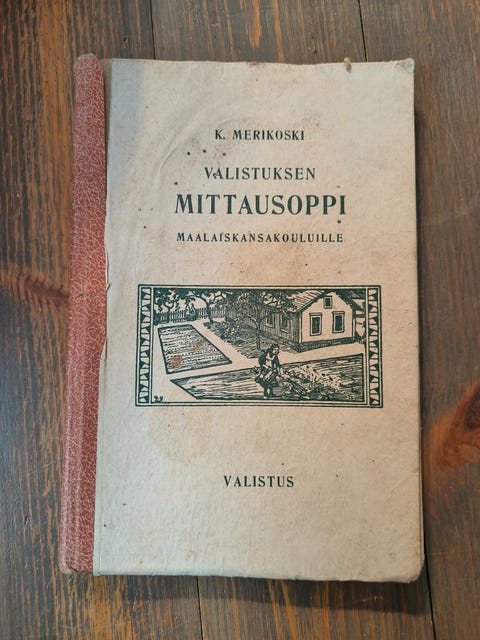 K. MERIKOSKI
VALISTUKSEN
MITTAUSOPPI
MAALAISKANSAKOULUILLE
VALISTUS